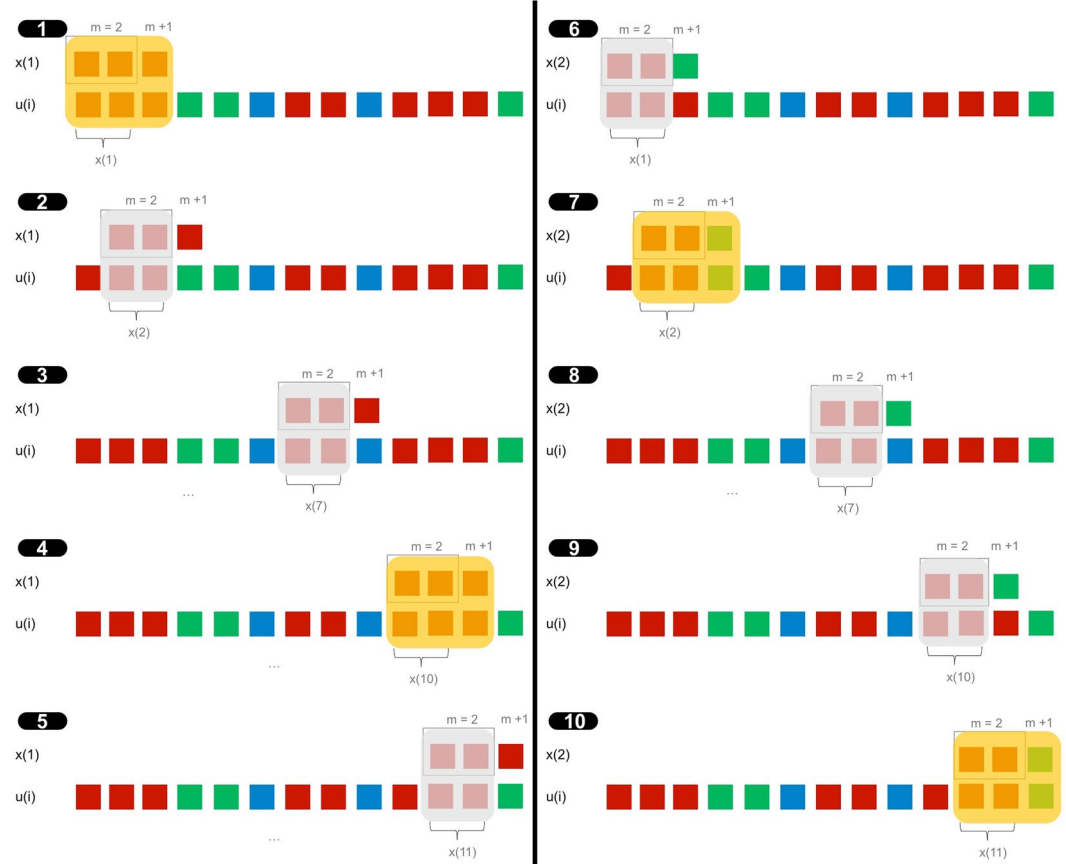 1
m = 2 m +1
x(1)
u(i)
x(1)
2
m = 2 m +1
x(1)
u(i)
x(2)
3
m = 2 m +1
x(1)
u(i)
...
x(7)
4
m = 2 m +1
x(1)
u(i)
...
x(10)
5
m = 2 m +1
x(1)
u(i)
...
x(11)
6
m = 2 m +1
x(2)
u(i)
x(1)
7
m = 2 m +1
x(2)
u(i)
x(2)
8
m = 2 m +1
x(2)
u(i)
...
x(7)
9
m = 2 m +1
x(2)
u(i)
x(10)
10
m = 2 m +1
x(2)
u(i)
x(11)